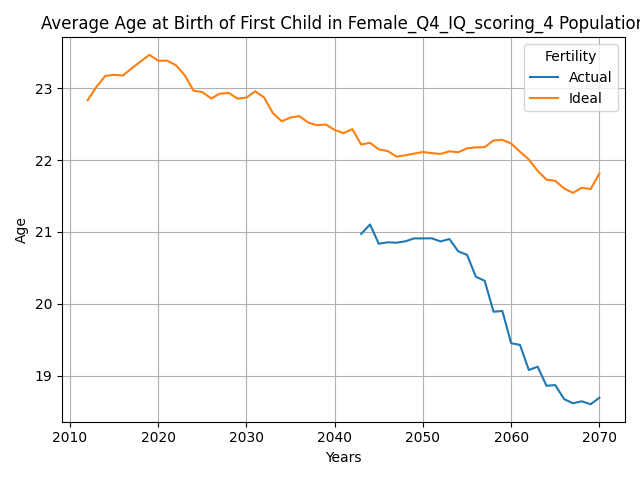 Average Age at Birth of First Child in Female_Q4_IQ_scoring_4 Population
Fertility
Actual
Ideal
23
22
21
20
19
Age
2010 2020 2030 2040 2050 2060 2070
Years